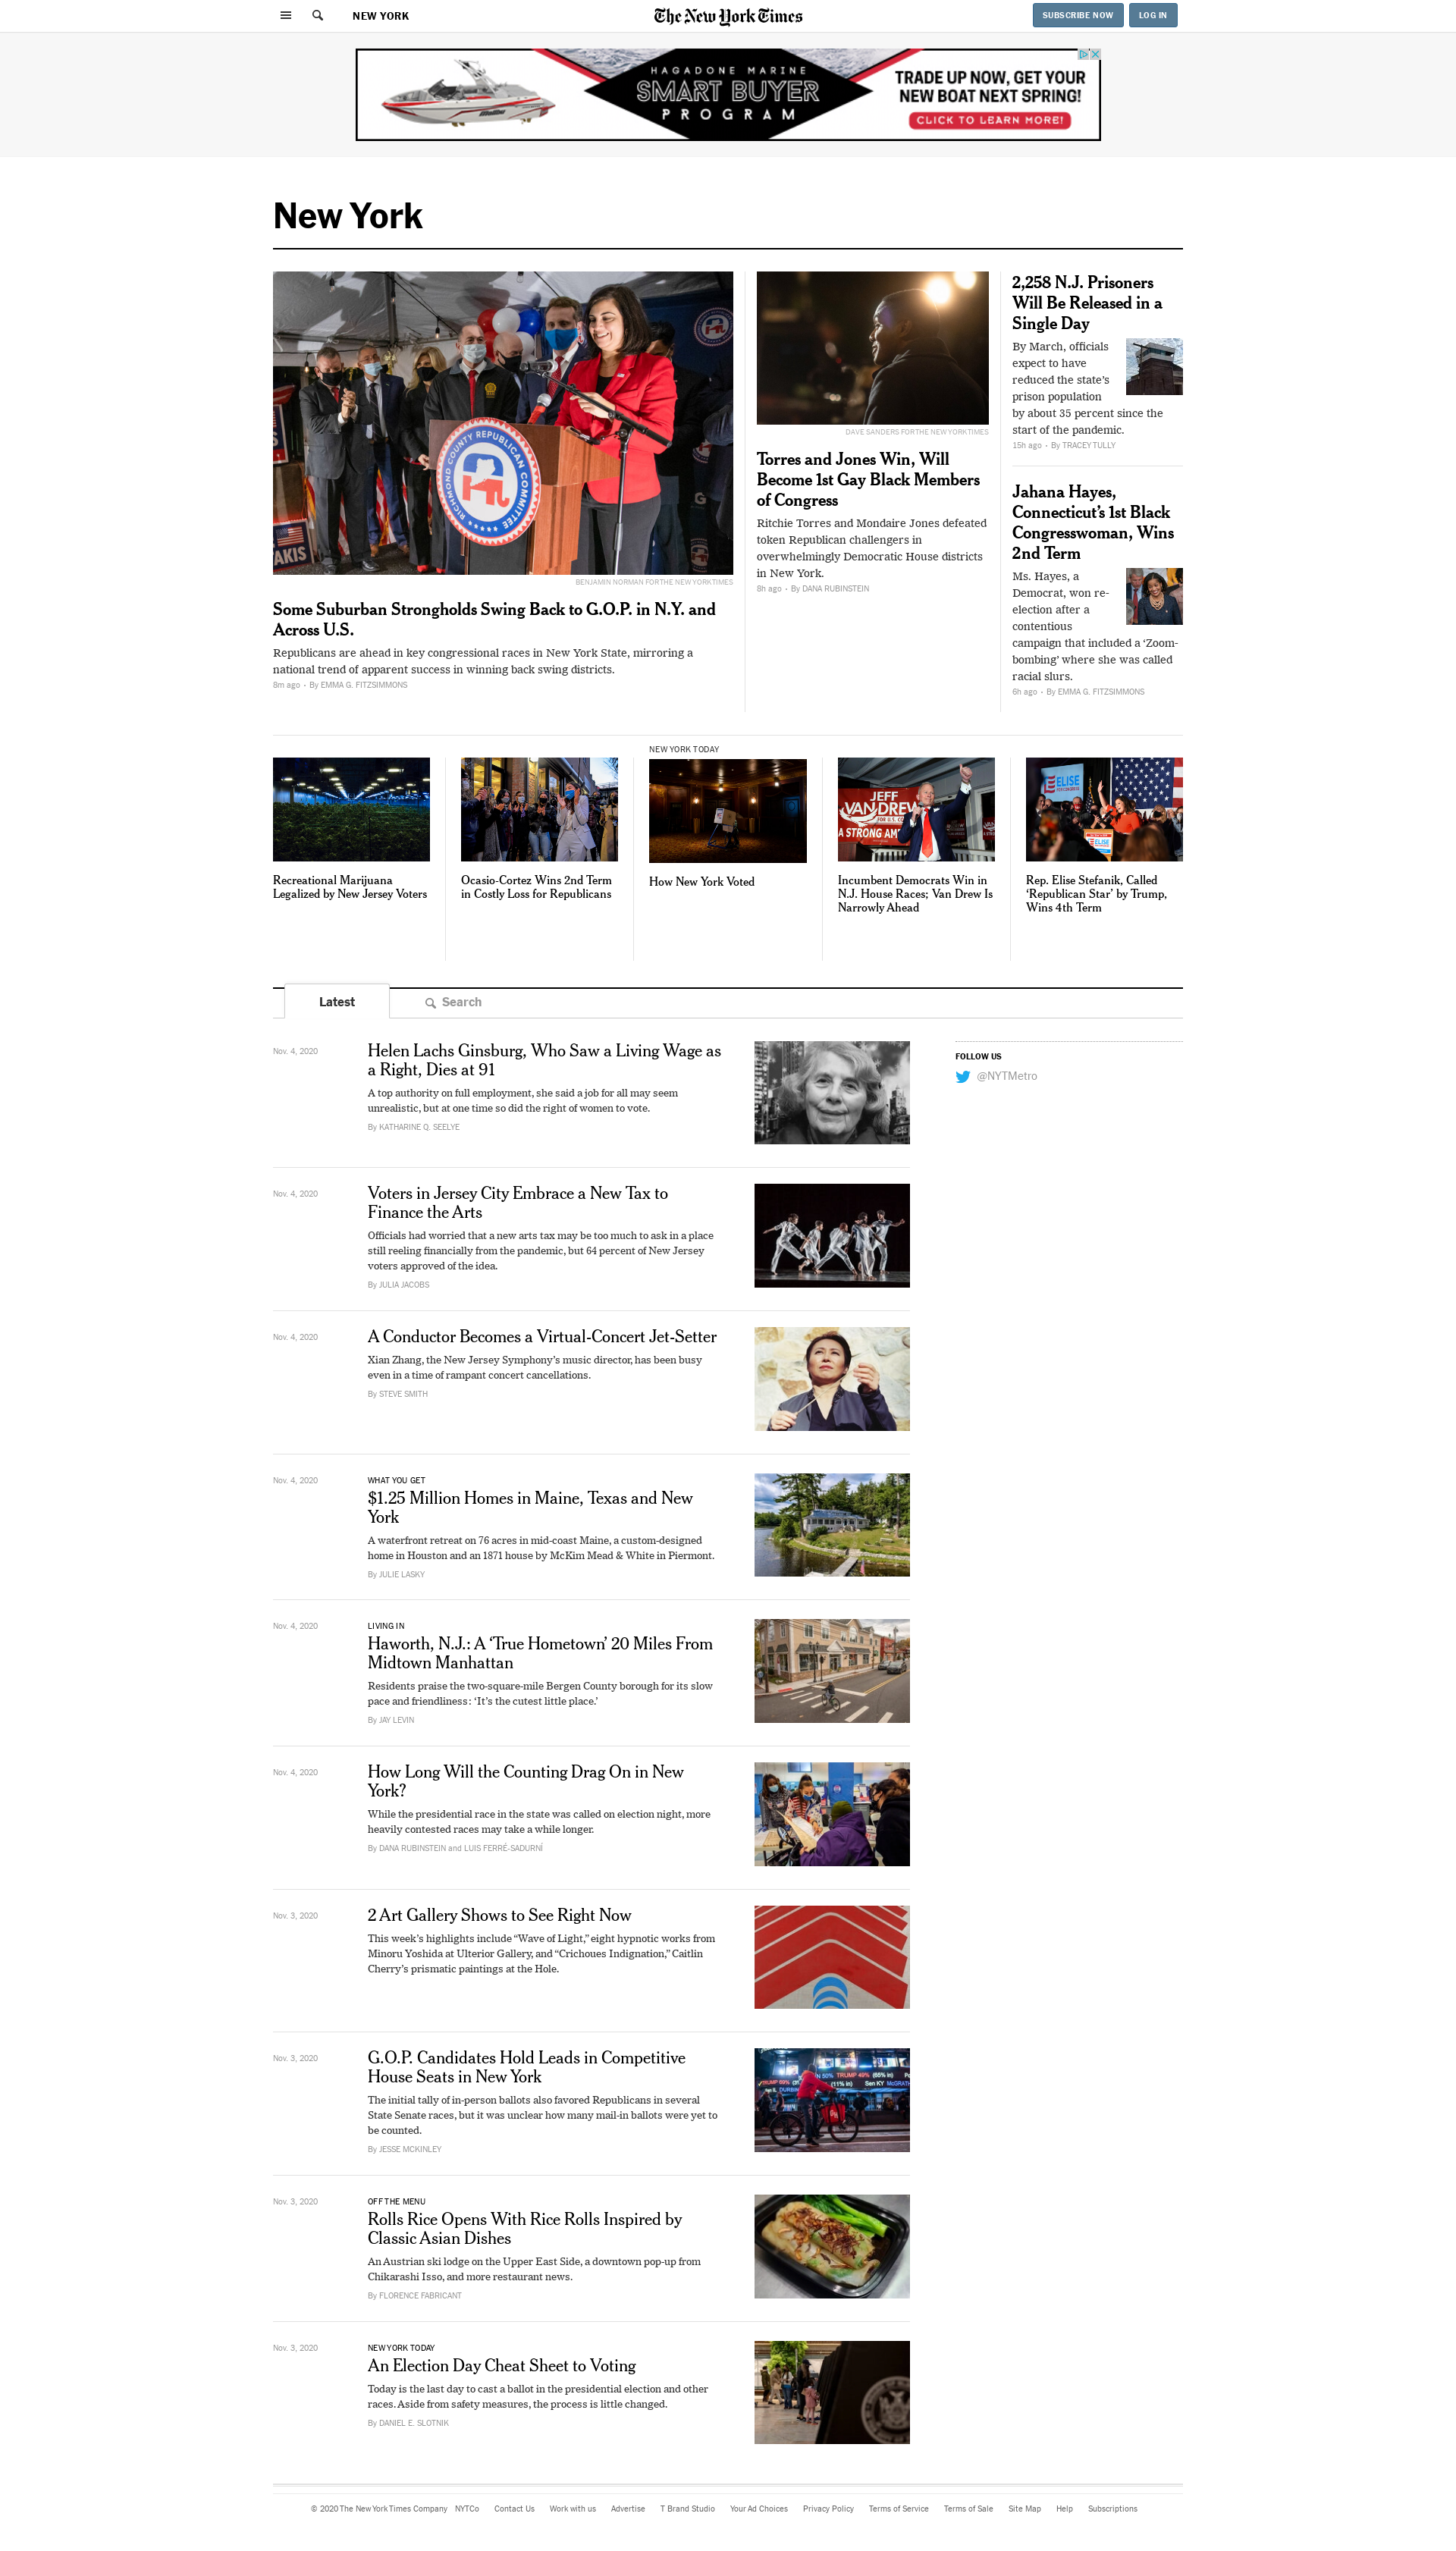 NEW YORK
The New York Times
SUBSCRIBE NOW
LOG IN
HAGADONE MARINE
SMART BUYER
PROGRAM
TRADE UP NOW, GET YOUR
NEW BOAT NEXT SPRING!
CLICK TO LEARN MORE!
New York
RICHMOND COUNTY REPUBLICAN COMMITTEE
BENJAMIN NORMAN FOR THE NEW YORK TIMES
Some Suburban Strongholds Swing Back to G.O.P. in N.Y. and
Across U.S.
Republicans are ahead in key congressional races in New York State, mirroring a
national trend of apparent success in winning back swing districts.
8m ago · By EMMA G. FITZSIMMONS
DAVE SANDERS FOR THE NEW YORK TIMES
Torres and Jones Win, Will
Become 1st Gay Black Members
of Congress
Ritchie Torres and Mondaire Jones defeated
token Republican challengers in
overwhelmingly Democratic House districts
in New York.
8h ago · By DANA RUBINSTEIN
2,258 N.J. Prisoners
Will Be Released in a
Single Day
By March, officials
expect to have
reduced the state’s
prison population
by about 35 percent since the
start of the pandemic.
15h ago · By TRACEY TULLY
Jahana Hayes,
Connecticut’s 1st Black
Congresswoman, Wins
2nd Term
Ms. Hayes, a
Democrat, won re-
election after a
contentious
campaign that included a ‘Zoom-
bombing’ where she was called
racial slurs.
6h ago · By EMMA G. FITZSIMMONS
Recreational Marijuana
Legalized by New Jersey Voters
Ocasio-Cortez Wins 2nd Term
in Costly Loss for Republicans
NEW YORK TODAY
How New York Voted
JEFF
VAN DREW
A STRONG AM
Incumbent Democrats Win in
N.J. House Races; Van Drew Is
Narrowly Ahead
ELISE
ELISE
Rep. Elise Stefanik, Called
‘Republican Star’ by Trump,
Wins 4th Term
Latest
Search
Nov. 4, 2020
Helen Lachs Ginsburg, Who Saw a Living Wage as
a Right, Dies at 91
A top authority on full employment, she said a job for all may seem
unrealistic, but at one time so did the right of women to vote.
By KATHARINE Q. SEELYE
FOLLOW US
@NYTMetro
Nov. 4, 2020
Voters in Jersey City Embrace a New Tax to
Finance the Arts
Officials had worried that a new arts tax may be too much to ask in a place
still reeling financially from the pandemic, but 64 percent of New Jersey
voters approved of the idea.
By JULIA JACOBS
Nov. 4, 2020
A Conductor Becomes a Virtual-Concert Jet-Setter
Xian Zhang, the New Jersey Symphony’s music director, has been busy
even in a time of rampant concert cancellations.
By STEVE SMITH
Nov. 4, 2020
WHAT YOU GET
$1.25 Million Homes in Maine, Texas and New
York
A waterfront retreat on 76 acres in mid-coast Maine, a custom-designed
home in Houston and an 1871 house by McKim Mead & White in Piermont.
By JULIE LASKY
Nov. 4, 2020
LIVING IN
Haworth, N.J.: A ‘True Hometown’ 20 Miles From
Midtown Manhattan
Residents praise the two-square-mile Bergen County borough for its slow
pace and friendliness: ‘It’s the cutest little place.’
By JAY LEVIN
Nov. 4, 2020
How Long Will the Counting Drag On in New
York?
While the presidential race in the state was called on election night, more
heavily contested races may take a while longer.
By DANA RUBINSTEIN and LUIS FERRÉ-SADURNÍ
Nov. 3, 2020
2 Art Gallery Shows to See Right Now
This week’s highlights include “Wave of Light,” eight hypnotic works from
Minoru Yoshida at Ulterior Gallery, and “Crichoues Indignation,” Caitlin
Cherry’s prismatic paintings at the Hole.
Nov. 3, 2020
G.O.P. Candidates Hold Leads in Competitive
House Seats in New York
The initial tally of in-person ballots also favored Republicans in several
State Senate races, but it was unclear how many mail-in ballots were yet to
be counted.
By JESSE MCKINLEY
Nov. 3, 2020
OFF THE MENU
Rolls Rice Opens With Rice Rolls Inspired by
Classic Asian Dishes
An Austrian ski lodge on the Upper East Side, a downtown pop-up from
Chikarashi Isso, and more restaurant news.
By FLORENCE FABRICANT
Nov. 3, 2020
NEW YORK TODAY
An Election Day Cheat Sheet to Voting
Today is the last day to cast a ballot in the presidential election and other
races. Aside from safety measures, the process is little changed.
By DANIEL E. SLOTNIK
© 2020 The New York Times Company NYTCo Contact Us Work with us Advertise T Brand Studio Your Ad Choices Privacy Policy Terms of Service Terms of Sale Site Map Help Subscriptions